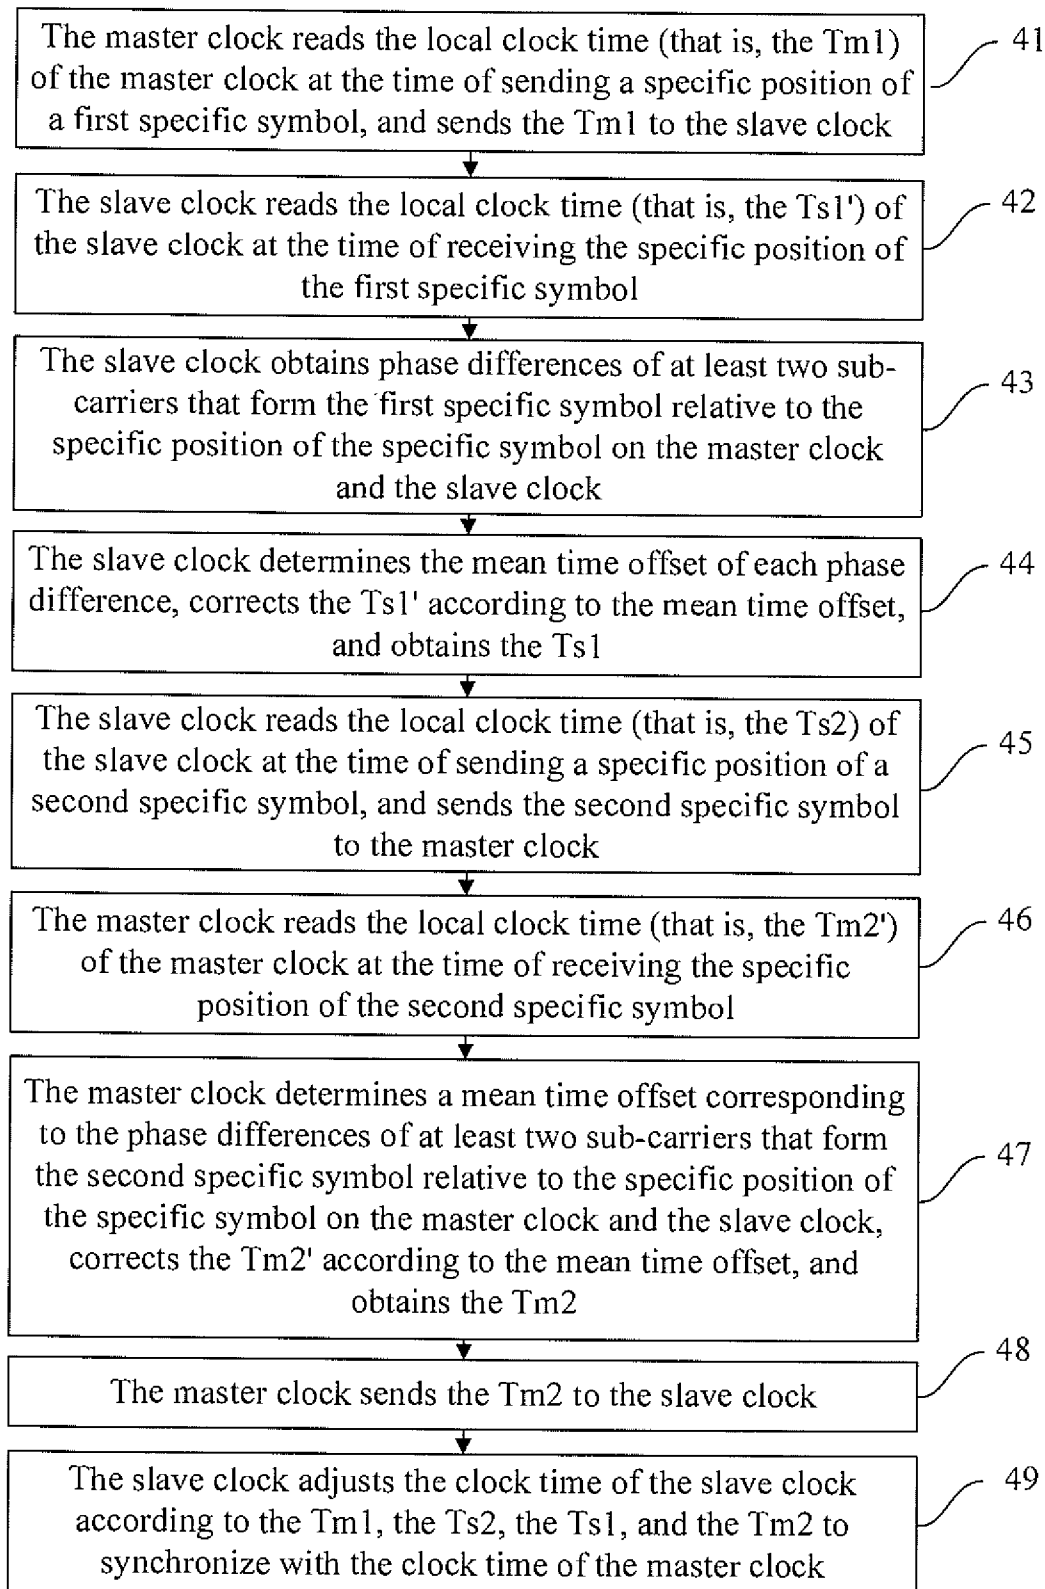 The master clock reads the local clock time (that is, the Tm1)
of the master clock at the time of sending a specific position of
a first specific symbol, and sends the Tm1 to the slave clock
41
The slave clock reads the local clock time (that is, the Ts1') of
the slave clock at the time of receiving the specific position of
the first specific symbol
42
The slave clock obtains phase differences of at least two sub-
carriers that form the first specific symbol relative to the
specific position of the specific symbol on the master clock
and the slave clock
43
The slave clock determines the mean time offset of each phase
difference, corrects the Ts1' according to the mean time offset,
and obtains the Ts1
44
The slave clock reads the local clock time (that is, the Ts2) of
the slave clock at the time of sending a specific position of a
second specific symbol, and sends the second specific symbol
to the master clock
45
The master clock reads the local clock time (that is, the Tm2')
of the master clock at the time of receiving the specific
position of the second specific symbol
46
The master clock determines a mean time offset corresponding
to the phase differences of at least two sub-carriers that form
the second specific symbol relative to the specific position of
the specific symbol on the master clock and the slave clock,
corrects the Tm2' according to the mean time offset, and
obtains the Tm2
47
The master clock sends the Tm2 to the slave clock
48
The slave clock adjusts the clock time of the slave clock
according to the Tm1, the Ts2, the Ts1, and the Tm2 to
synchronize with the clock time of the master clock
49